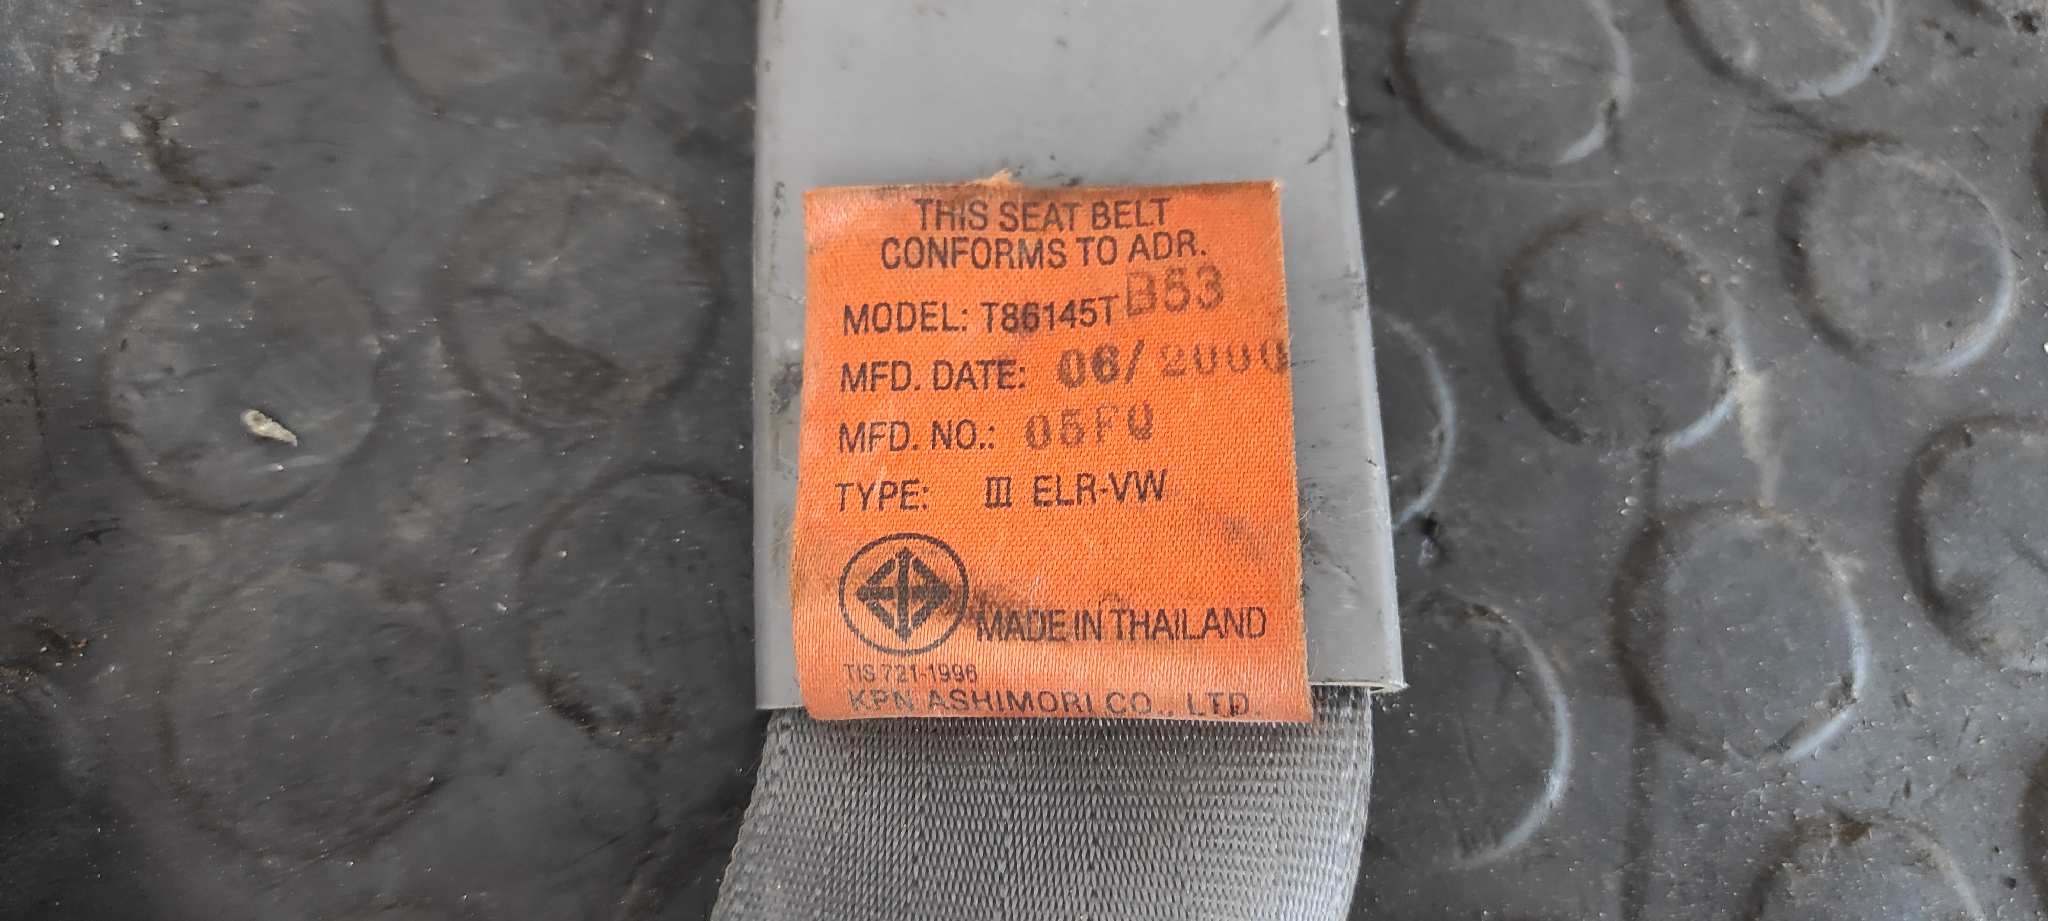 THIS SEAT BELT
CONFORMS TO ADR.
MODEL: T86145T B53
MFD. DATE: 06/2000
MFD. NO.: 05FQ
TYPE: III ELR-VW
MADE IN THAILAND
TIS 721-1996
KPN ASHIMORI CO., LTD.